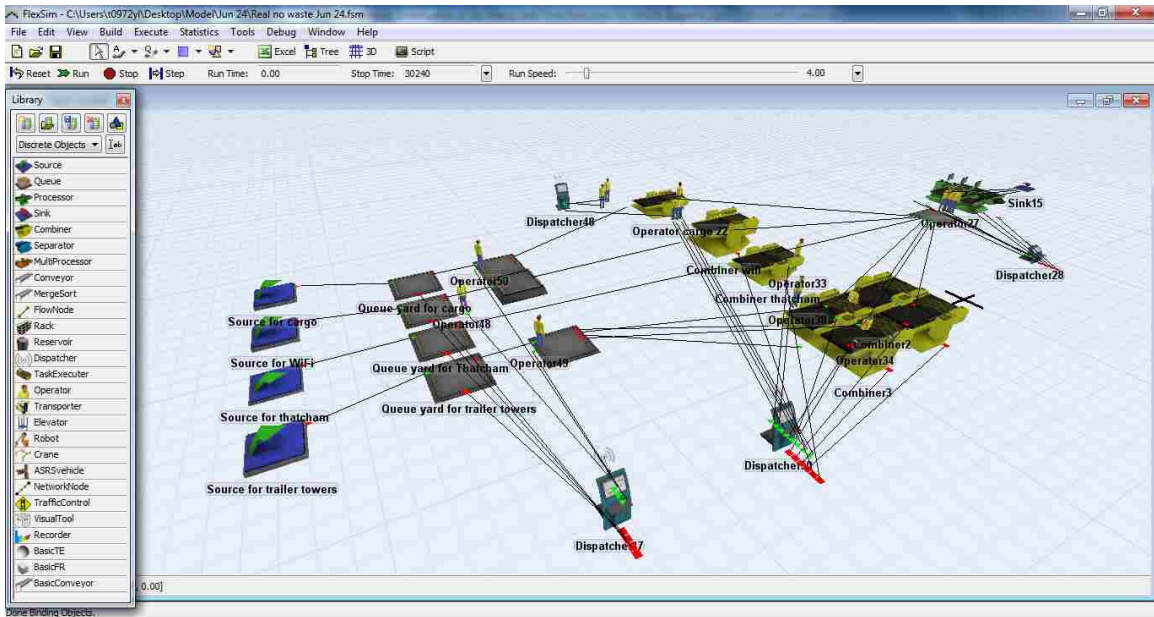 FlexSim - C:\Users\t0972yl\Desktop\Model\Jun 24\Real no waste Jun 24.fsm
File Edit View Build Execute Statistics Tools Debug Window Help
Excel Tree 3D Script
Reset Run Stop Step Run Time: 0.00 Stop Time: 30240 Run Speed: 4.00
Library
Discrete Objects
Source
Queue
Processor
Sink
Combiner
Separator
MultiProcessor
Conveyor
MergeSort
FlowNode
Rack
Reservoir
Dispatcher
TaskExecuter
Operator
Transporter
Elevator
Robot
Crane
ASRSvehicle
NetworkNode
TrafficControl
VisualTool
Recorder
BasicTE
BasicFR
BasicConveyor
Sink15
Dispatcher48
Operator cargo 22
Operator27
Combiner wifi
Dispatcher28
Operator50
Operator33
Queue yard for cargo
Combiner thatcham
Source for cargo
Operator48
Operator38
Combiner2
Source for WiFi
Queue yard for Thatcham
Operator49
Operator34
Combiner3
Source for thatcham
Queue yard for trailer towers
Source for trailer towers
Dispatcher
Dispatcher
, 0.00]
Done Binding Objects.